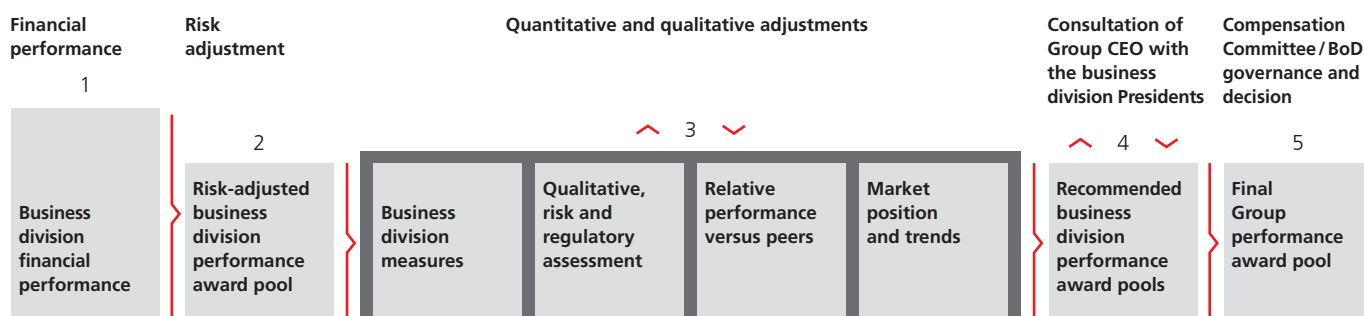 Financial
performance
1
Risk
adjustment
2
Quantitative and qualitative adjustments
3
Consultation of
Group CEO with
the business
division Presidents
4
Compensation
Committee / BoD
governance and
decision
5
Business
division
financial
performance
Risk-adjusted
business
division
performance
award pool
Business
division
measures
Qualitative,
risk and
regulatory
assessment
Relative
performance
versus peers
Market
position
and trends
Recommended
business
division
performance
award pools
Final
Group
performance
award pool